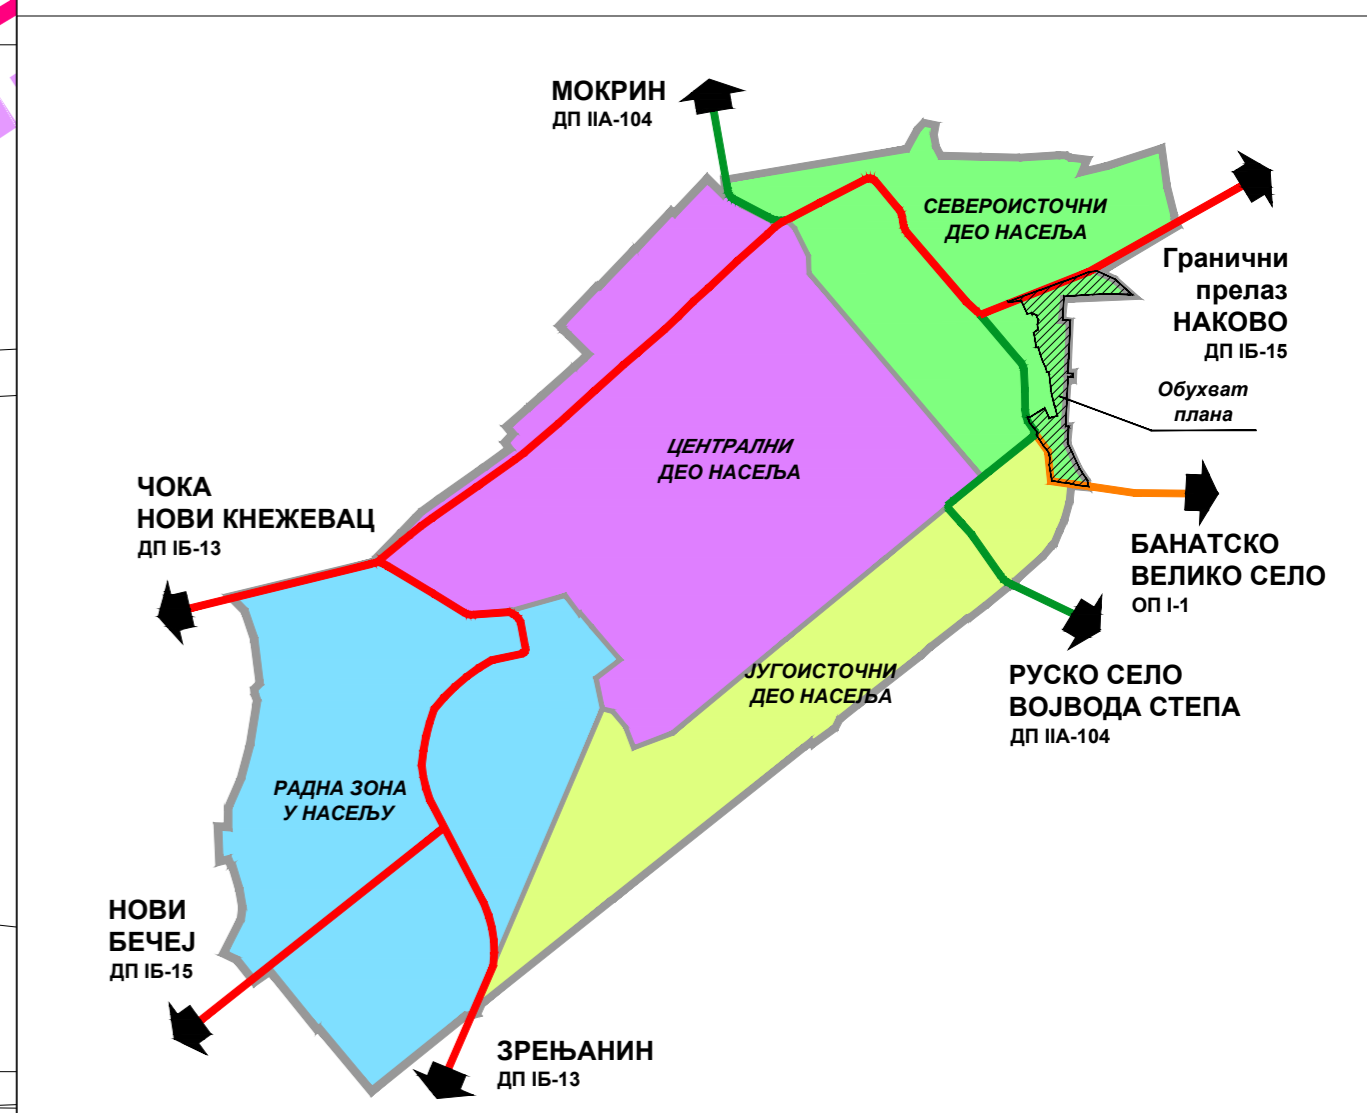 МОКРИН
ДП IIА-104
СЕВЕРОИСТОЧНИ
ДЕО НАСЕЉА
Гранични
прелаз
НАКОВО
ДП IБ-15
Обухват
плана
ЦЕНТРАЛНИ
ДЕО НАСЕЉА
ЧОКА
НОВИ КНЕЖЕВАЦ
ДП IБ-13
БАНАТСКО
ВЕЛИКО СЕЛО
ОП I-1
ЈУГОИСТОЧНИ
ДЕО НАСЕЉА
РУСКО СЕЛО
ВОЈВОДА СТЕПА
ДП IIА-104
РАДНА ЗОНА
У НАСЕЉУ
НОВИ
БЕЧЕЈ
ДП IБ-15
ЗРЕЊАНИН
ДП IБ-13